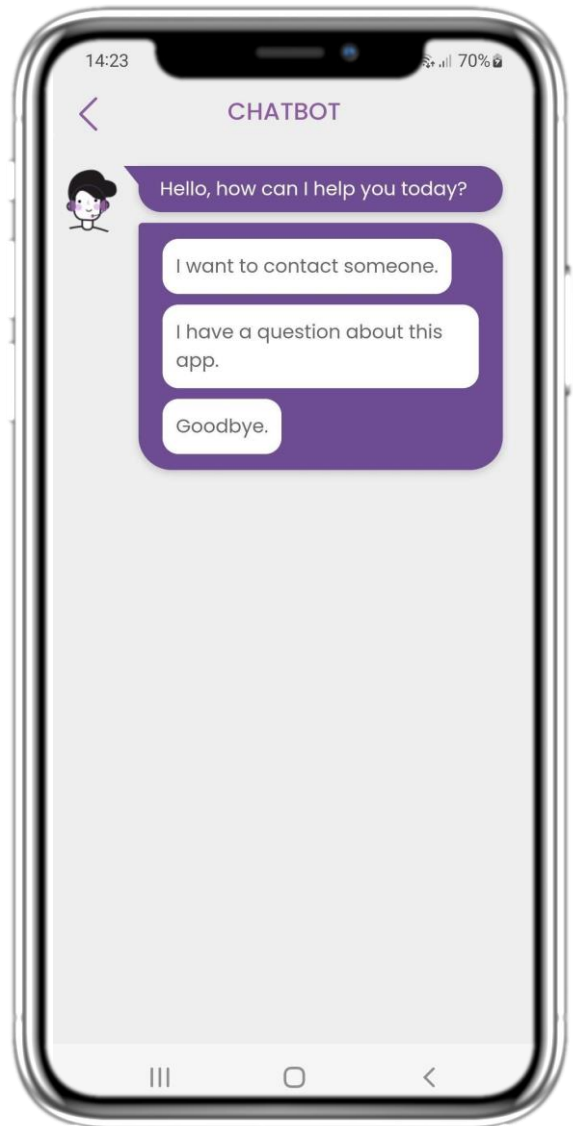 14:23
70%
CHATBOT
Hello, how can I help you today?
I want to contact someone.
I have a question about this
app.
Goodbye.